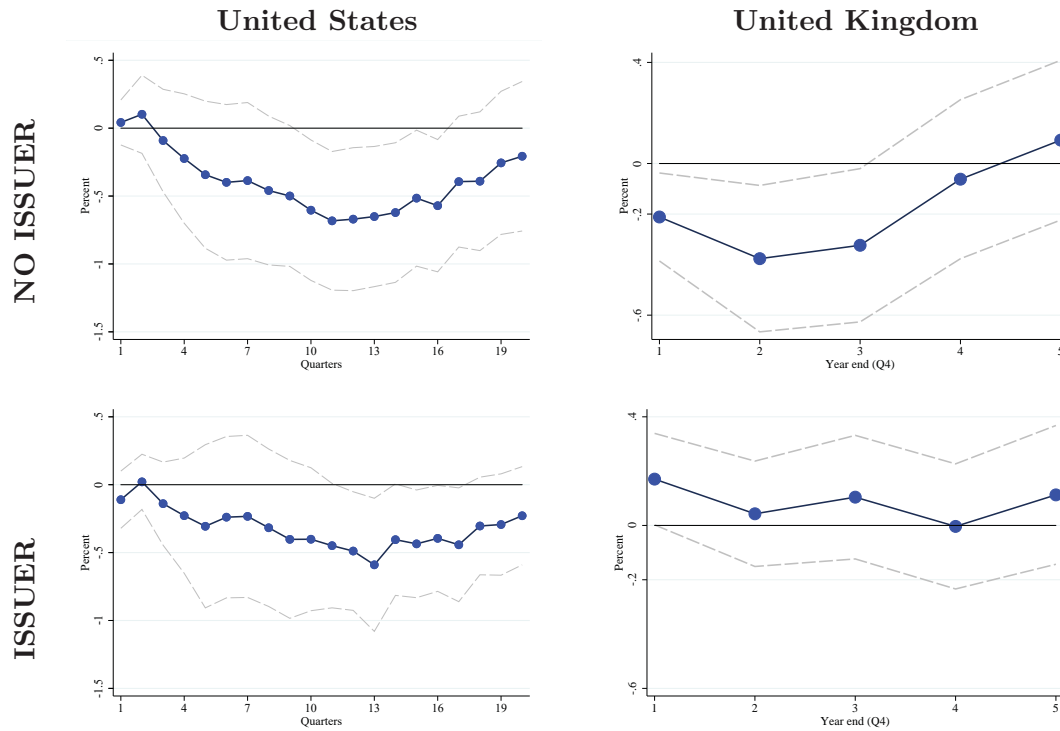 United States
United Kingdom
NO ISSUER
Percent
.5
0
-.5
-1
-1.5
1 4 7 10 13 16 19
Quarters
Percent
.4
0
-.2
-.6
1 2 3 4 5
Year end (Q4)
ISSUER
Percent
.5
0
-.5
-1
-1.5
1 4 7 10 13 16 19
Quarters
Percent
.4
0
-.2
-.6
1 2 3 4 5
Year end (Q4)